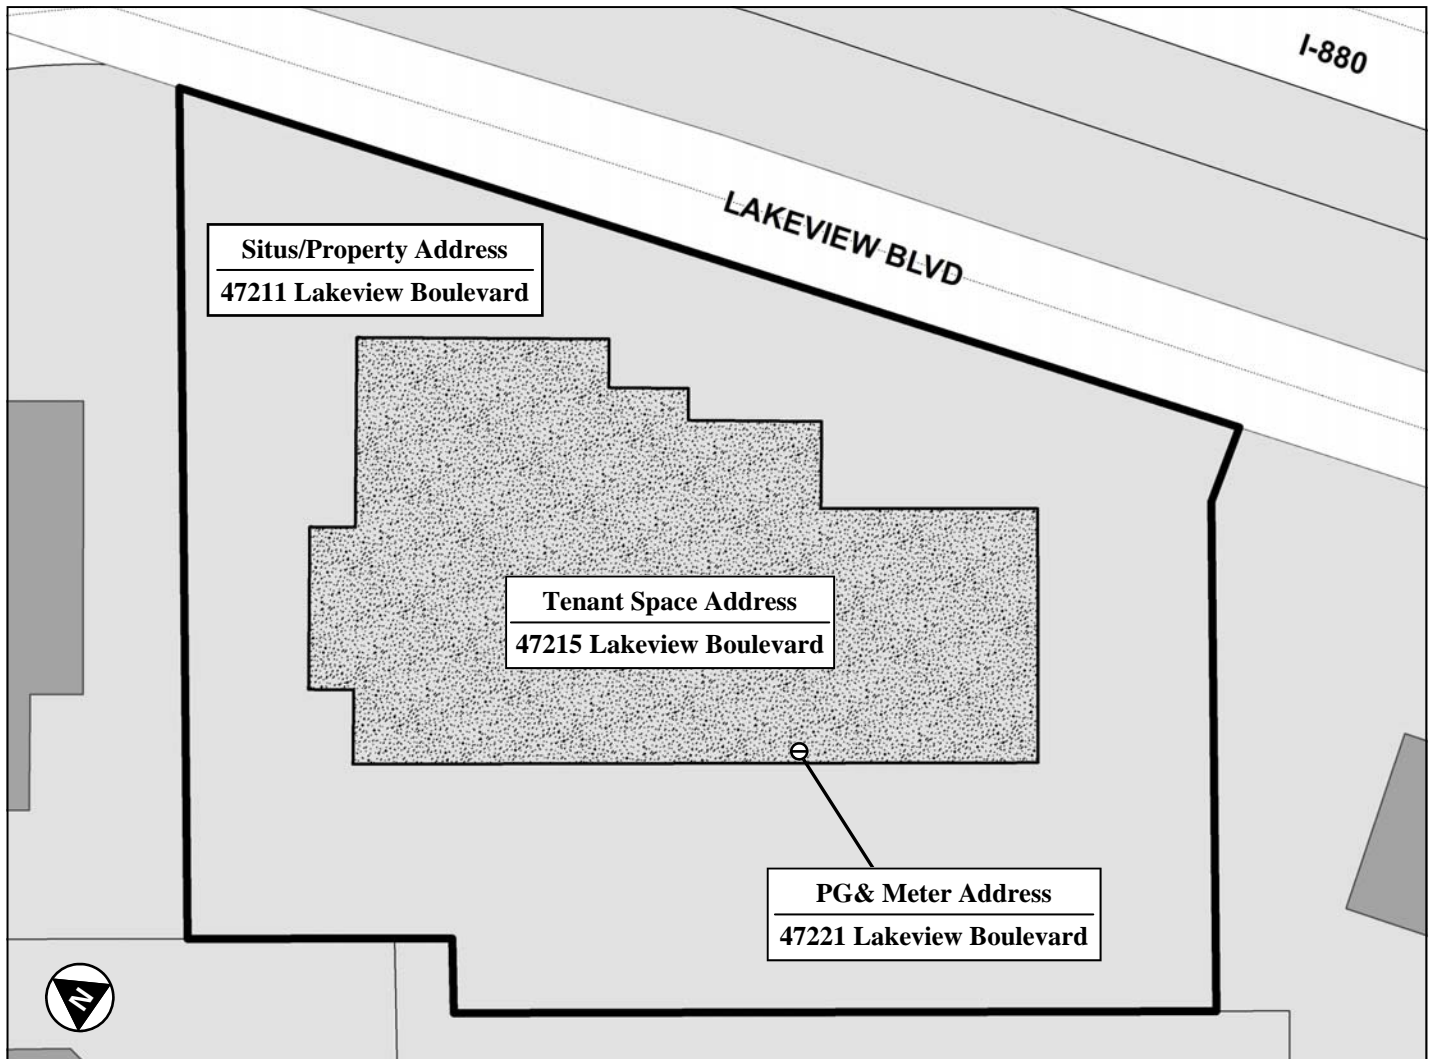 I-880
LAKEVIEW BLVD
Situs/Property Address
47211 Lakeview Boulevard
Tenant Space Address
47215 Lakeview Boulevard
PG& Meter Address
47221 Lakeview Boulevard
N